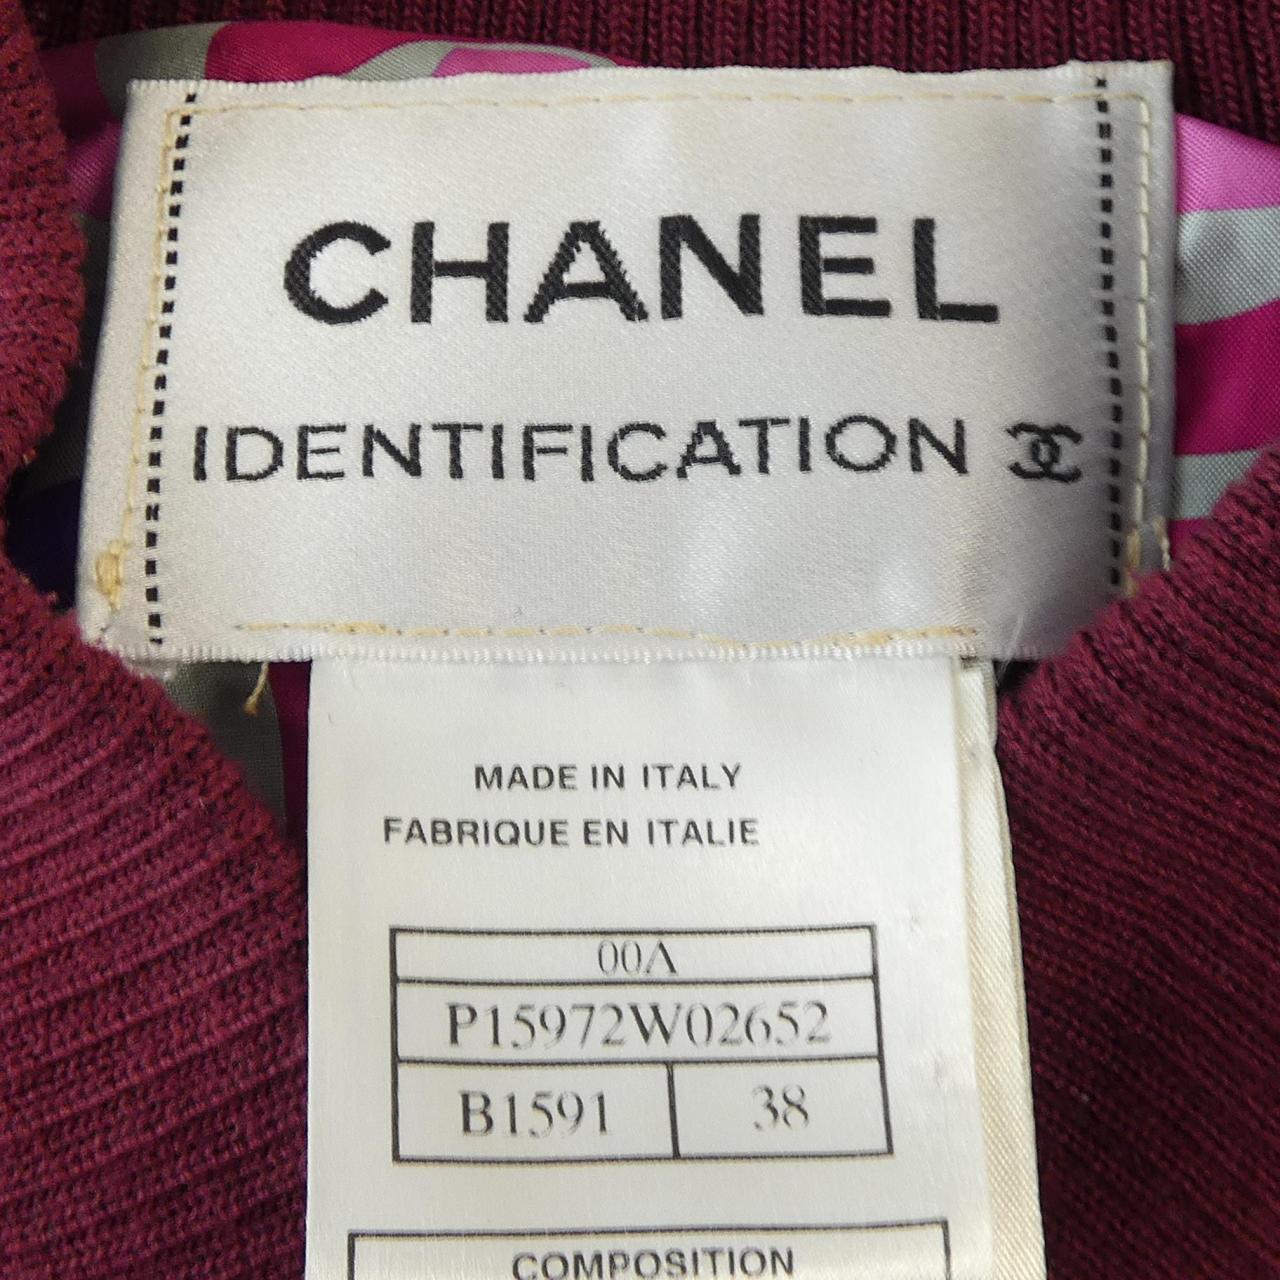 CHANEL
IDENTIFICATION
MADE IN ITALY
FABRIQUE EN ITALIE
00A
P15972W02652
B1591 38
COMPOSITION